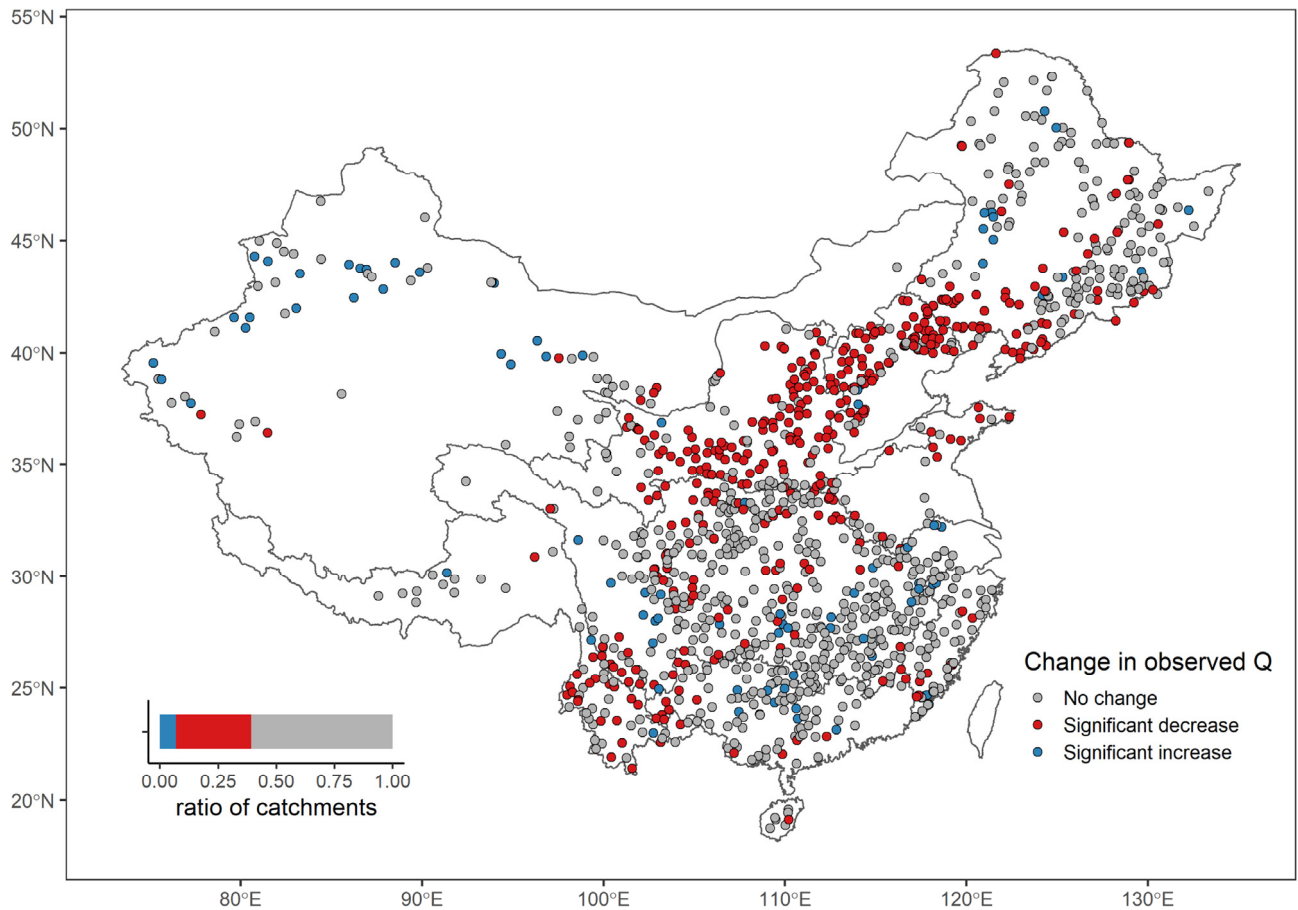 55°N
50°N
45°N
40°N
35°N
30°N
25°N
20°N
80°E 90°E 100°E 110°E 120°E 130°E
Change in observed Q
No change
Significant decrease
Significant increase
0.00 0.25 0.50 0.75 1.00
ratio of catchments